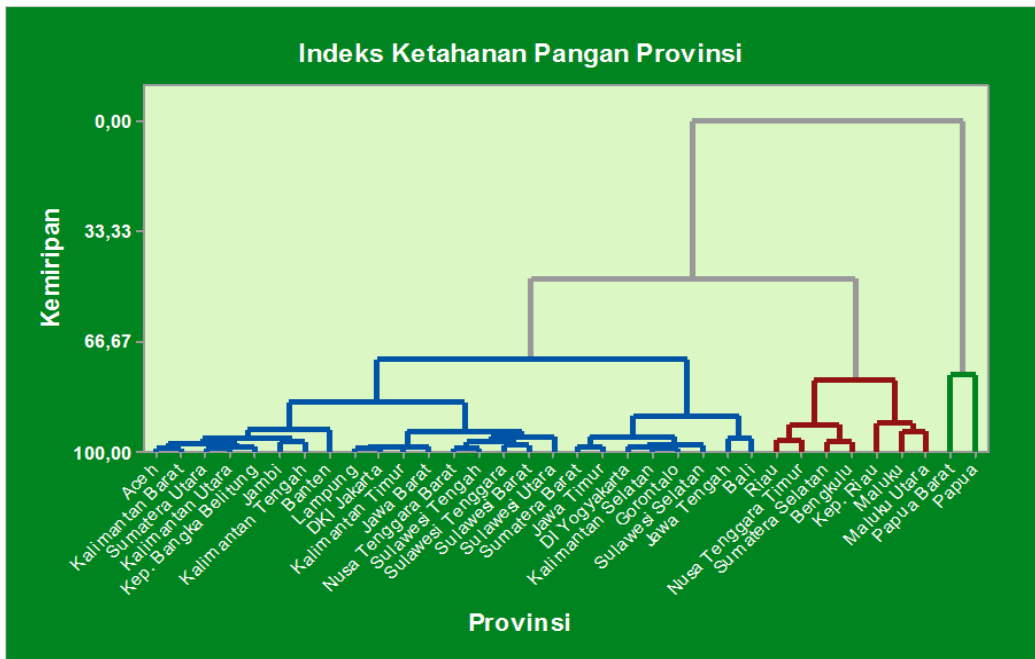 Indeks Ketahanan Pangan Provinsi
Kemiripan
0,00
33,33
66,67
100,00
Aceh
Kalimantan Barat
Sumatera Utara
Kalimantan Utara
Kep. Bangka Belitung
Jambi
Kalimantan Tengah
Banten
Lampung
DKI Jakarta
Kalimantan Timur
Jawa Barat
Nusa Tenggara Barat
Sulawesi Tengah
Sulawesi Tenggara
Sulawesi Barat
Sulawesi Utara
Sumatera Barat
Jawa Timur
DI Yogyakarta
Kalimantan Selatan
Gorontalo
Sulawesi Selatan
Jawa Tengah
Bali
Riau
Nusa Tenggara Timur
Sumatera Selatan
Bengkulu
Kep. Riau
Maluku
Maluku Utara
Papua Barat
Papua
Provinsi